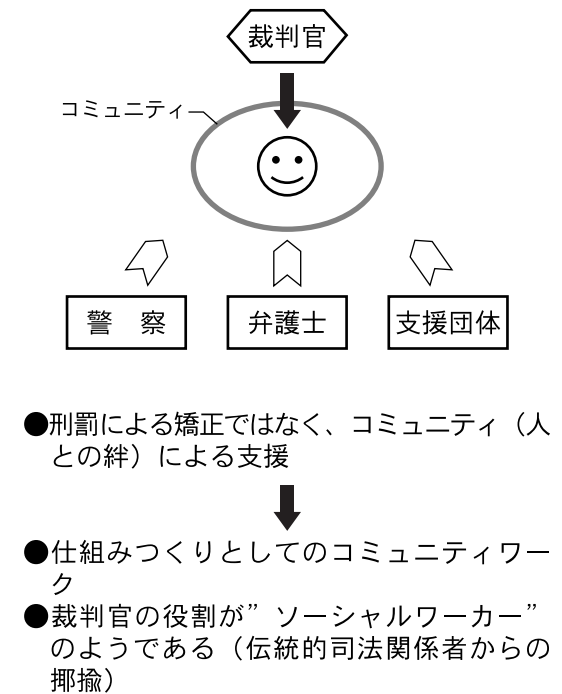 裁判官
コミュニティ
警　察
弁護士
支援団体
●刑罰による矯正ではなく、コミュニティ（人
との絆）による支援
●仕組みつくりとしてのコミュニティワー
ク
●裁判官の役割が”ソーシャルワーカー”
のようである（伝統的司法関係者からの
揶揄）